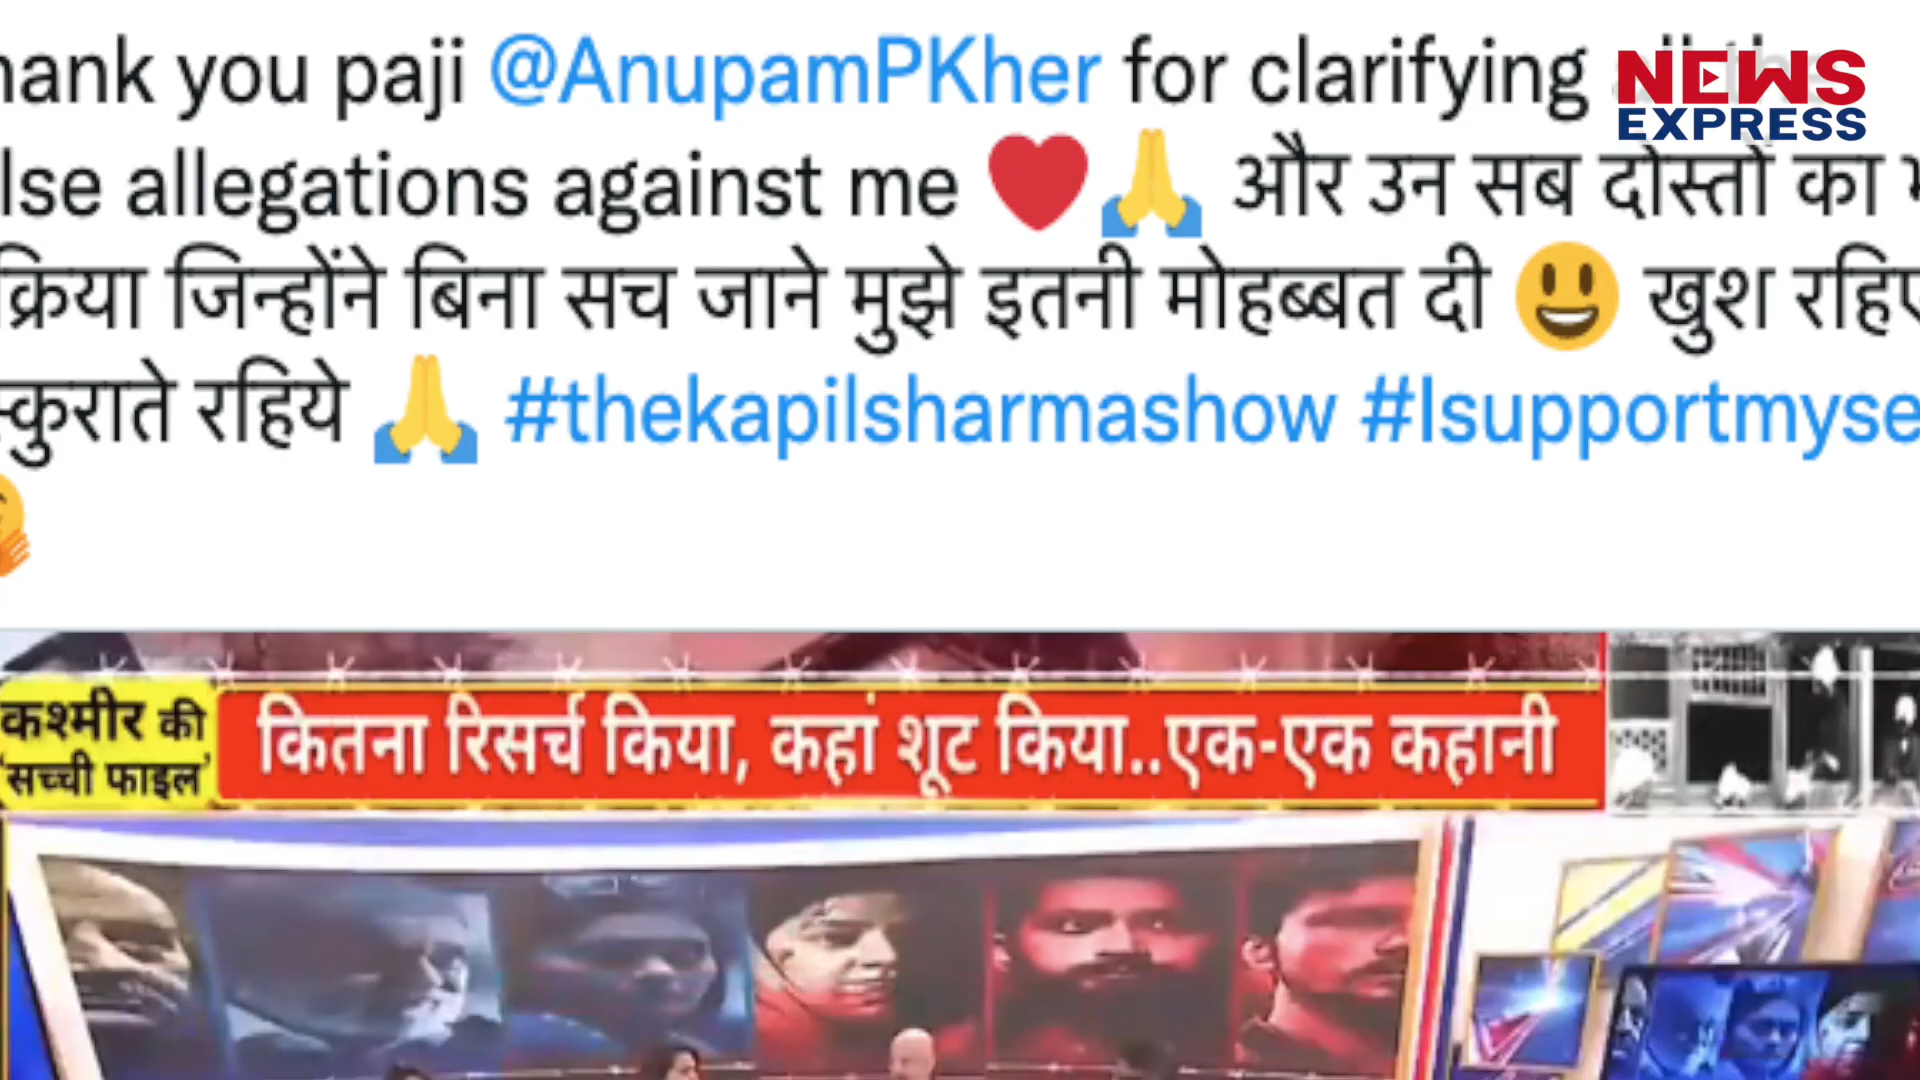 hank you paji @AnupamPKher for clarifying
lse allegations against me ❤️🙏 और उन सब दोस्तों का
क्रिया जिन्होंने बिना सच जाने मुझे इतनी मोहब्बत दी 😃 खुश रहिए
स्कुराते रहिये 🙏 #thekapilsharmashow #Isupportmyse
NEWS
EXPRESS
कश्मीर की
'सच्ची फाइल'
कितना रिसर्च किया, कहां शूट किया..एक-एक कहानी